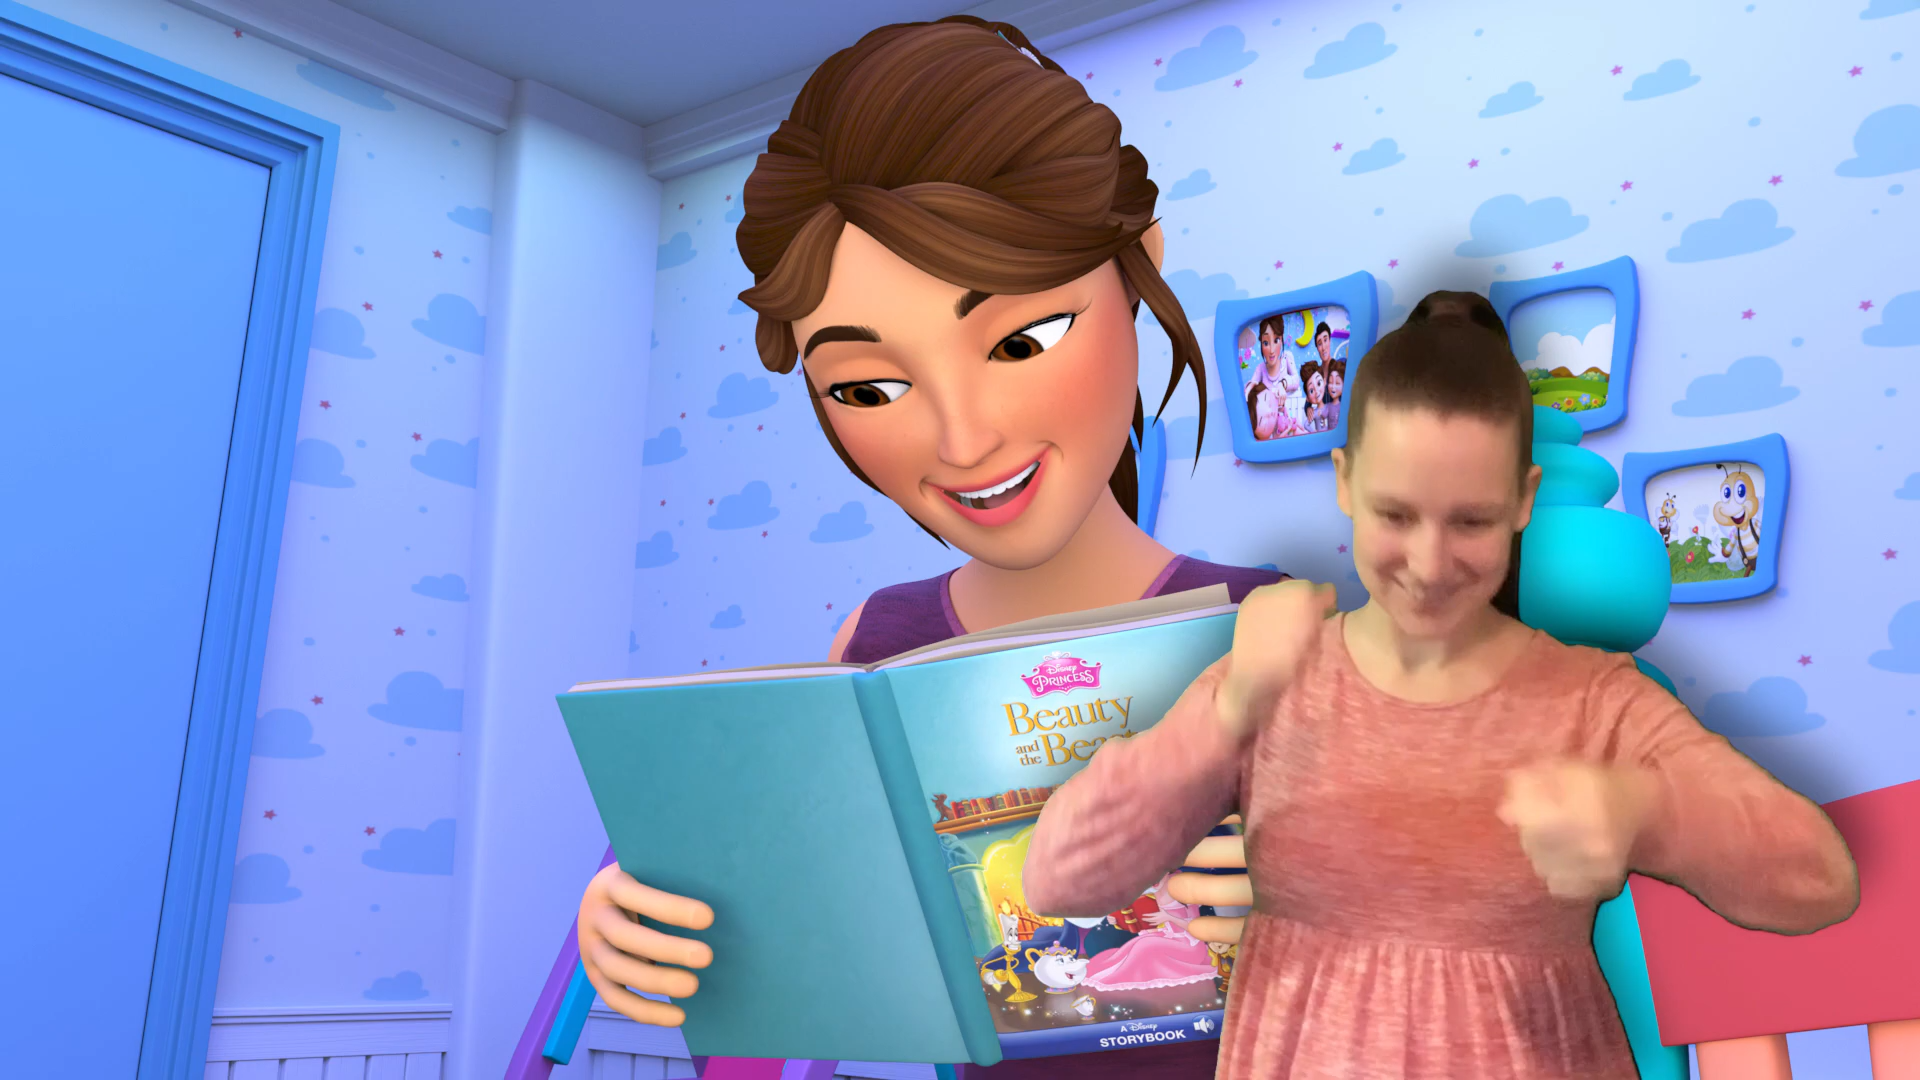 Disney
PRINCESS
Beauty
and
the
A Disney
STORYBOOK